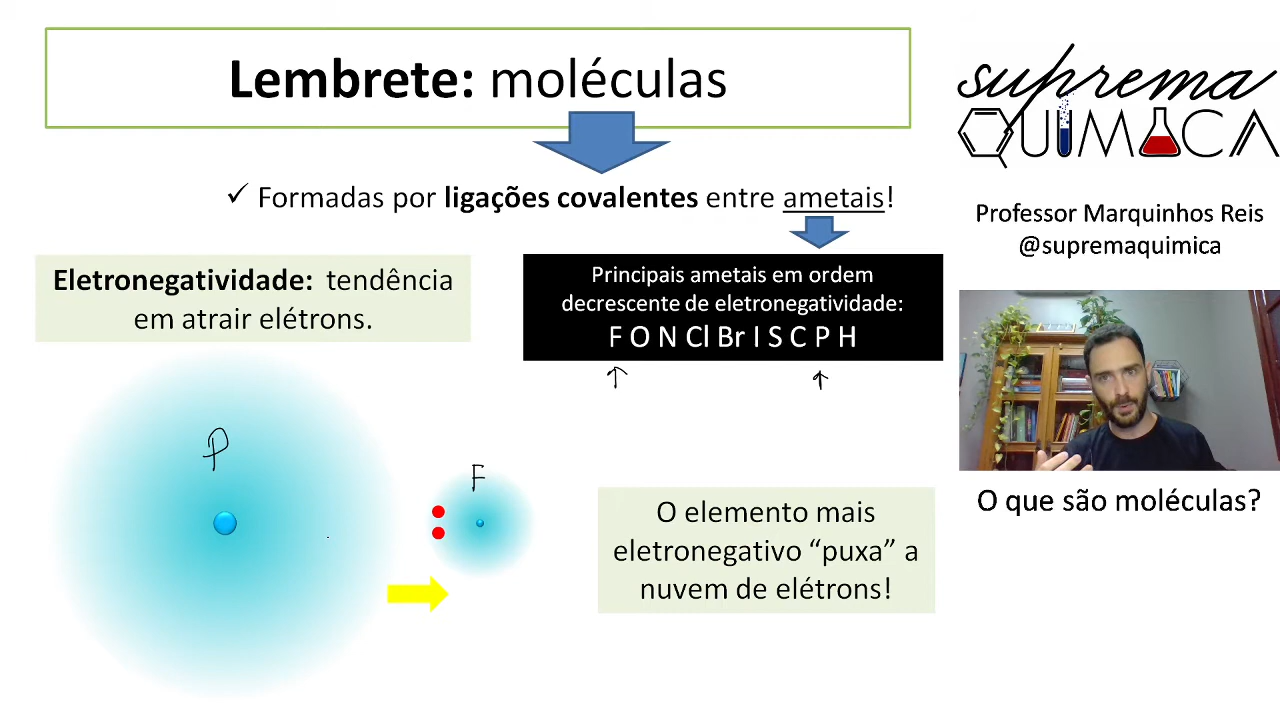 Lembrete: moléculas
✓ Formadas por ligações covalentes entre ametais!
Eletronegatividade: tendência
em atrair elétrons.
Principais ametais em ordem
decrescente de eletronegatividade:
F O N Cl Br I S C P H
P
F
O elemento mais
eletronegativo “puxa” a
nuvem de elétrons!
suprema
QUÍMICA
Professor Marquinhos Reis
@supremaquimica
O que são moléculas?